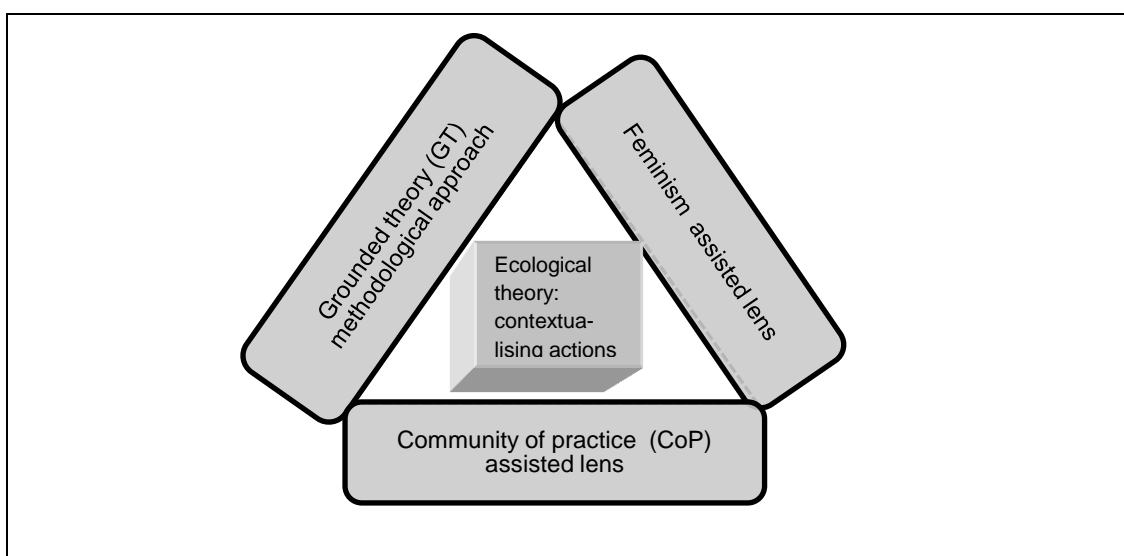 Grounded theory (GT)
methodological approach
Feminism assisted lens
Ecological
theory:
contextua-
lising actions
Community of practice (CoP)
assisted lens